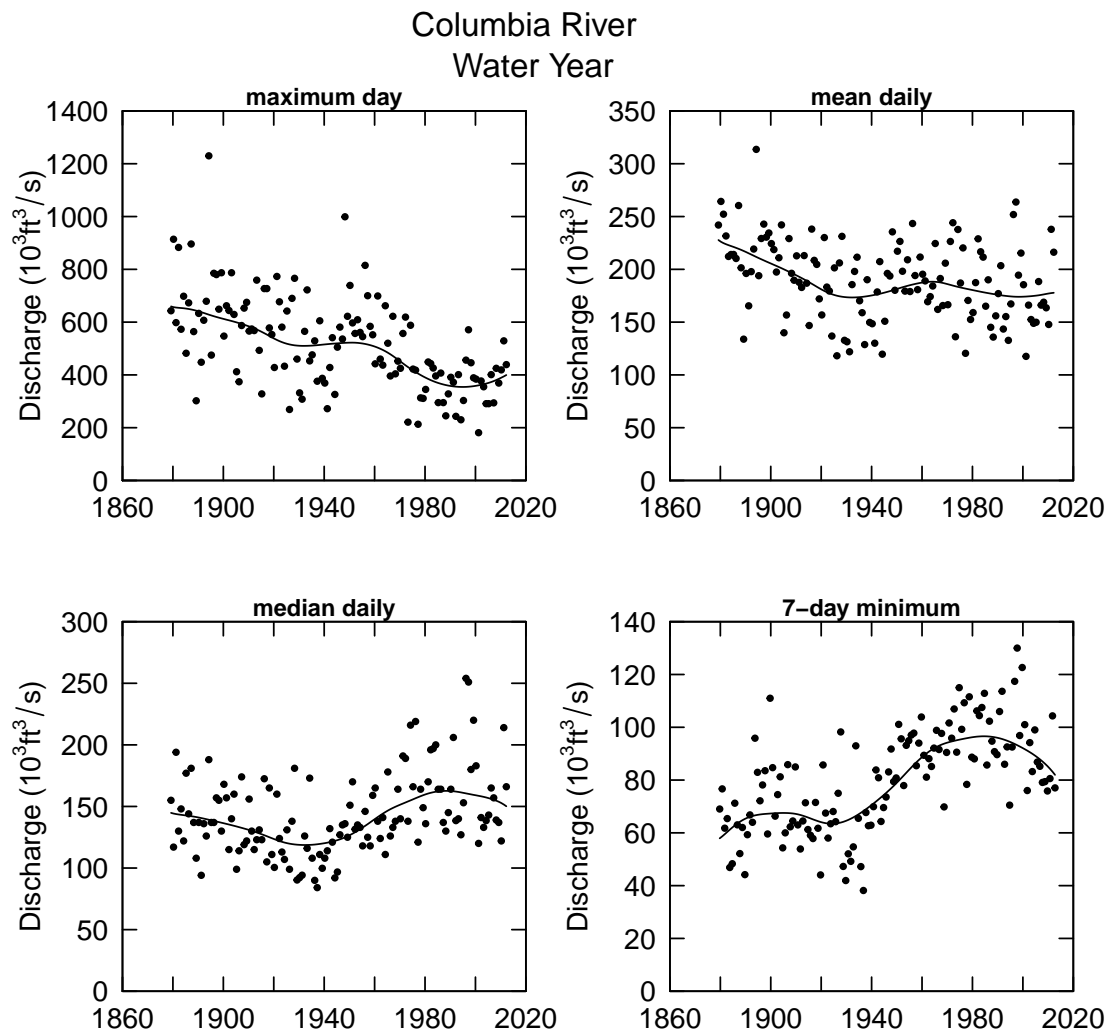 Columbia River
Water Year
maximum day
mean daily
1400
1200
1000
800
600
400
200
0
Discharge (10³ft³/s)
1860 1900 1940 1980 2020
350
300
250
200
150
100
50
0
Discharge (10³ft³/s)
1860 1900 1940 1980 2020
median daily
7−day minimum
300
250
200
150
100
50
0
Discharge (10³ft³/s)
1860 1900 1940 1980 2020
140
120
100
80
60
40
20
0
Discharge (10³ft³/s)
1860 1900 1940 1980 2020